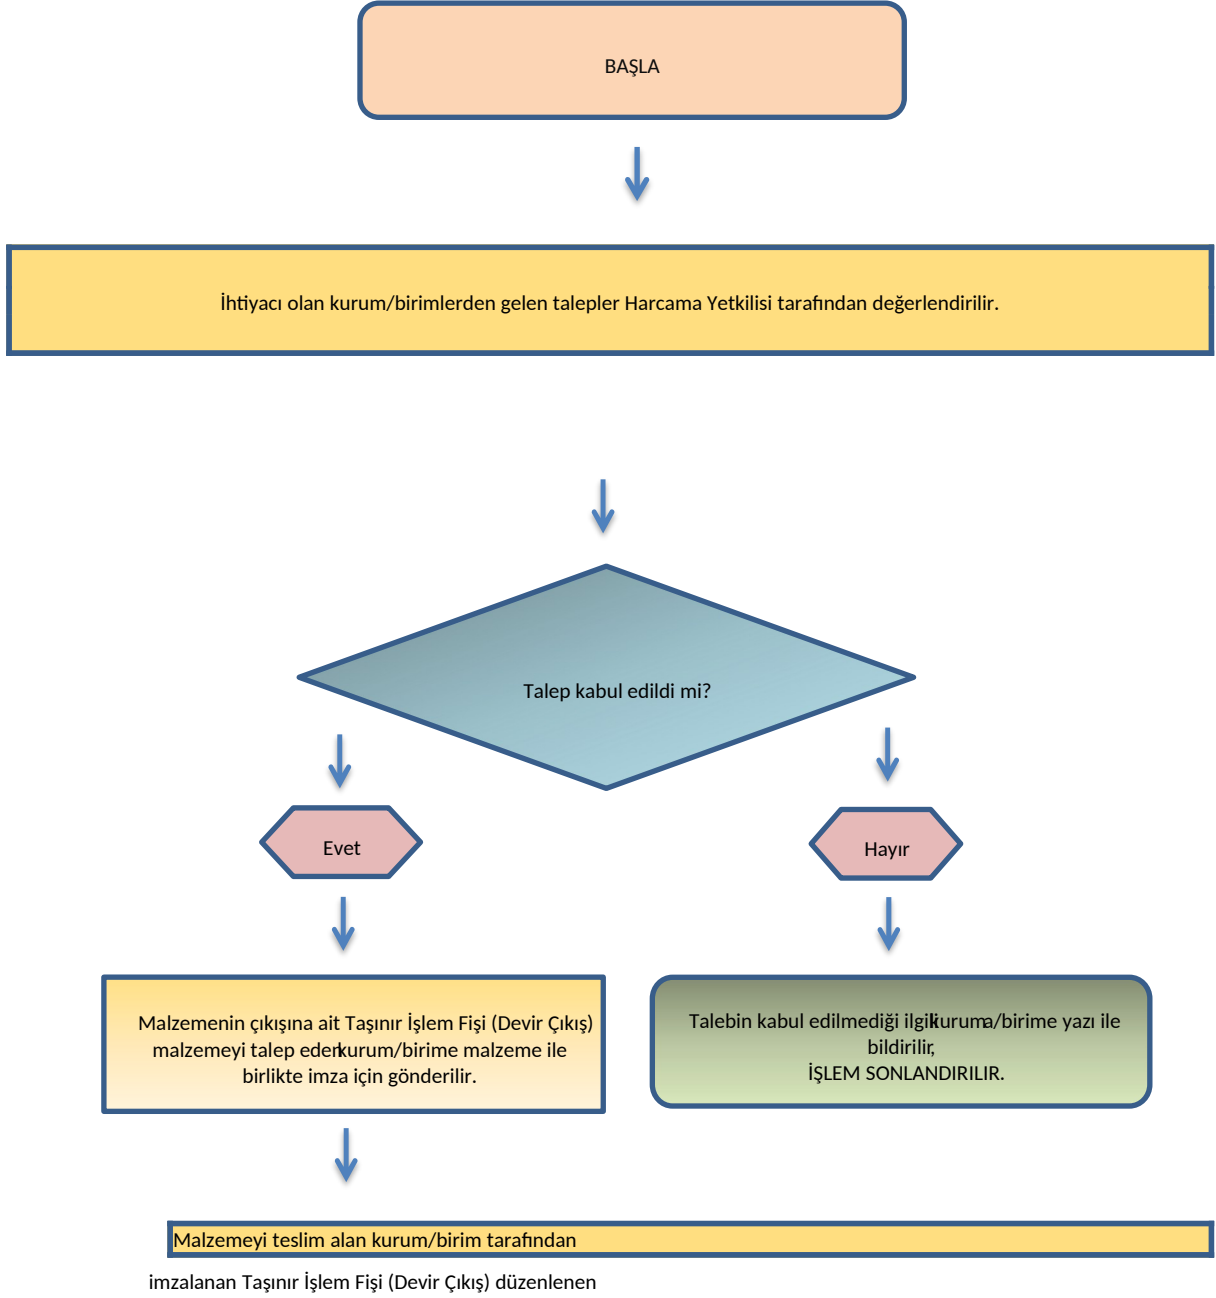 BAŞLA
İhtiyacı olan kurum/birimlerden gelen talepler Harcama Yetkilisi tarafından değerlendirilir.
Talep kabul edildi mi?
Evet
Hayır
Malzemenin çıkışına ait Taşınır İşlem Fişi (Devir Çıkış)
malzemeyi talep eden kurum/birime malzeme ile
birlikte imza için gönderilir.
Talebin kabul edilmediği ilgili kuruma/birime yazı ile
bildirilir,
İŞLEM SONLANDIRILIR.
Malzemeyi teslim alan kurum/birim tarafından
imzalanan Taşınır İşlem Fişi (Devir Çıkış) düzenlenen